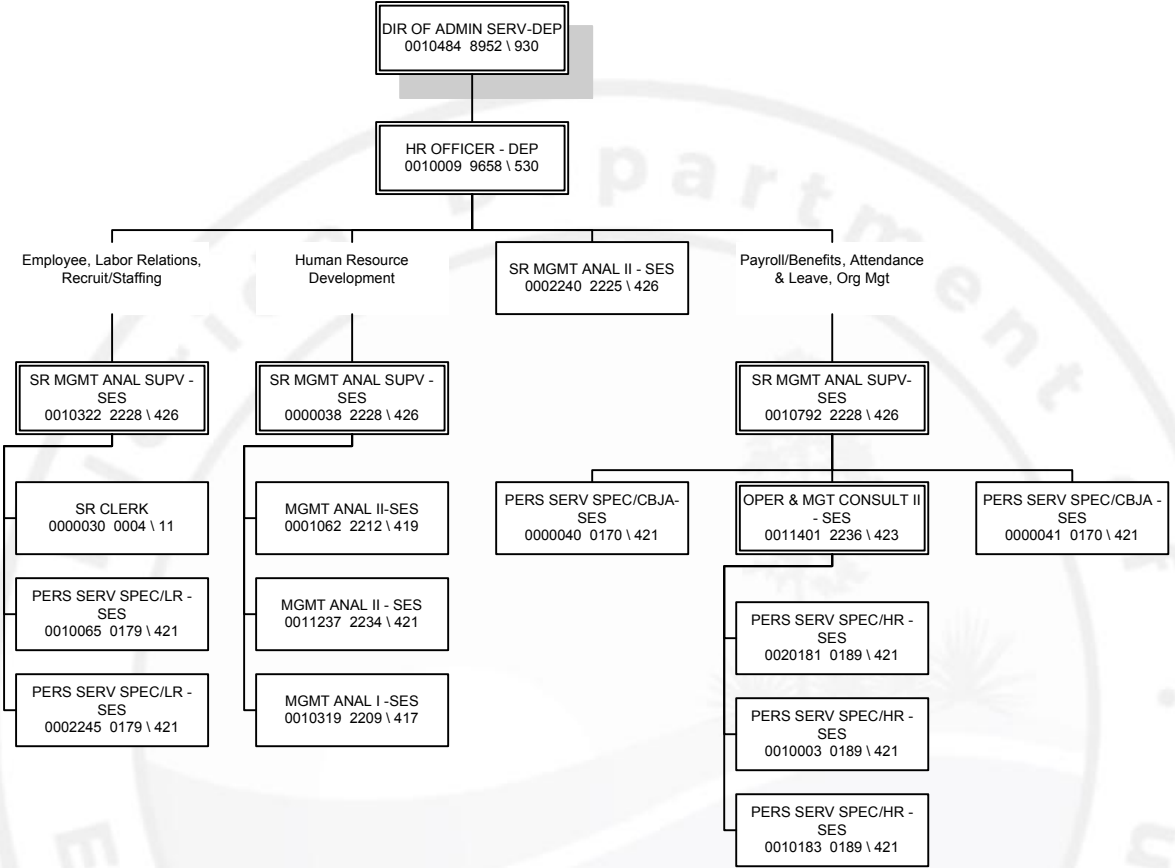 DIR OF ADMIN SERV-DEP
0010484 8952 \ 930
HR OFFICER - DEP
0010009 9658 \ 530
Employee, Labor Relations,
Recruit/Staffing
Human Resource
Development
SR MGMT ANAL II - SES
0002240 2225 \ 426
Payroll/Benefits, Attendance
& Leave, Org Mgt
SR MGMT ANAL SUPV -
SES
0010322 2228 \ 426
SR MGMT ANAL SUPV -
SES
0000038 2228 \ 426
SR MGMT ANAL SUPV-
SES
0010792 2228 \ 426
SR CLERK
0000030 0004 \ 11
PERS SERV SPEC/LR -
SES
0010065 0179 \ 421
PERS SERV SPEC/LR -
SES
0002245 0179 \ 421
MGMT ANAL II-SES
0001062 2212 \ 419
MGMT ANAL II - SES
0011237 2234 \ 421
MGMT ANAL I -SES
0010319 2209 \ 417
PERS SERV SPEC/CBJA-
SES
0000040 0170 \ 421
OPER & MGT CONSULT II
- SES
0011401 2236 \ 423
PERS SERV SPEC/CBJA -
SES
0000041 0170 \ 421
PERS SERV SPEC/HR -
SES
0020181 0189 \ 421
PERS SERV SPEC/HR -
SES
0010003 0189 \ 421
PERS SERV SPEC/HR -
SES
0010183 0189 \ 421